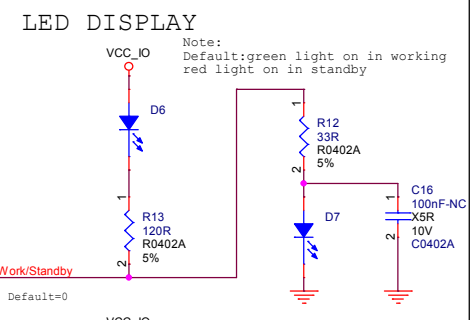 LED DISPLAY
Note:
Default:green light on in working
red light on in standby
VCC_IO
D6
1
R12
33R
R0402A
5%
2
1
R13
120R
R0402A
5%
2
D7
C16
100nF-NC
X5R
10V
C0402A
1
2
Work/Standby
Default=0